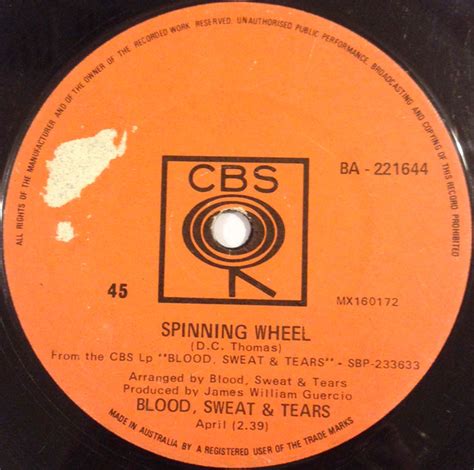 ALL RIGHTS OF THE MANUFACTURER AND OF THE OWNER OF THE RECORDED WORK RESERVED. UNAUTHORISED PUBLIC PERFORMANCE, BROADCASTING AND COPYING OF THIS RECORD PROHIBITED
CBS
BA - 221644
45
MX160172
SPINNING WHEEL
(D.C. Thomas)
From the CBS Lp "BLOOD, SWEAT & TEARS" - SBP-233633
Arranged by Blood, Sweat & Tears
Produced by James William Guercio
BLOOD, SWEAT & TEARS
April (2.39)
MADE IN AUSTRALIA BY A REGISTERED USER OF THE TRADE MARKS